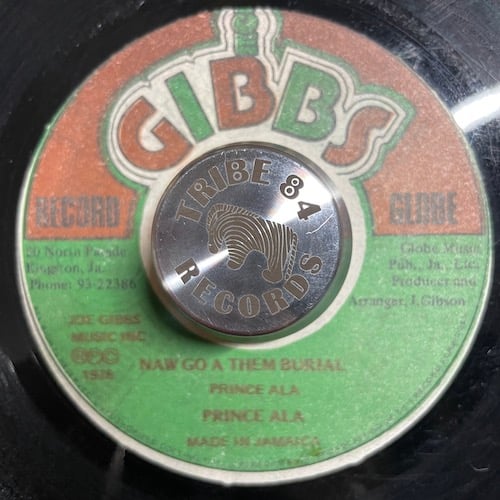 GIBBS
RECORD
GLOBE
TRIBE 84
RECORDS
20 North Parade
Kingston, Ja.
Phone: 93-22386
Globe Music
Pub., Ja., Ltd.
Producer and
Arranger, J. Gibson
JOE GIBBS
MUSIC INC
1976
NAW GO A THEM BURIAL
PRINCE ALA
PRINCE ALA
MADE IN JAMAICA